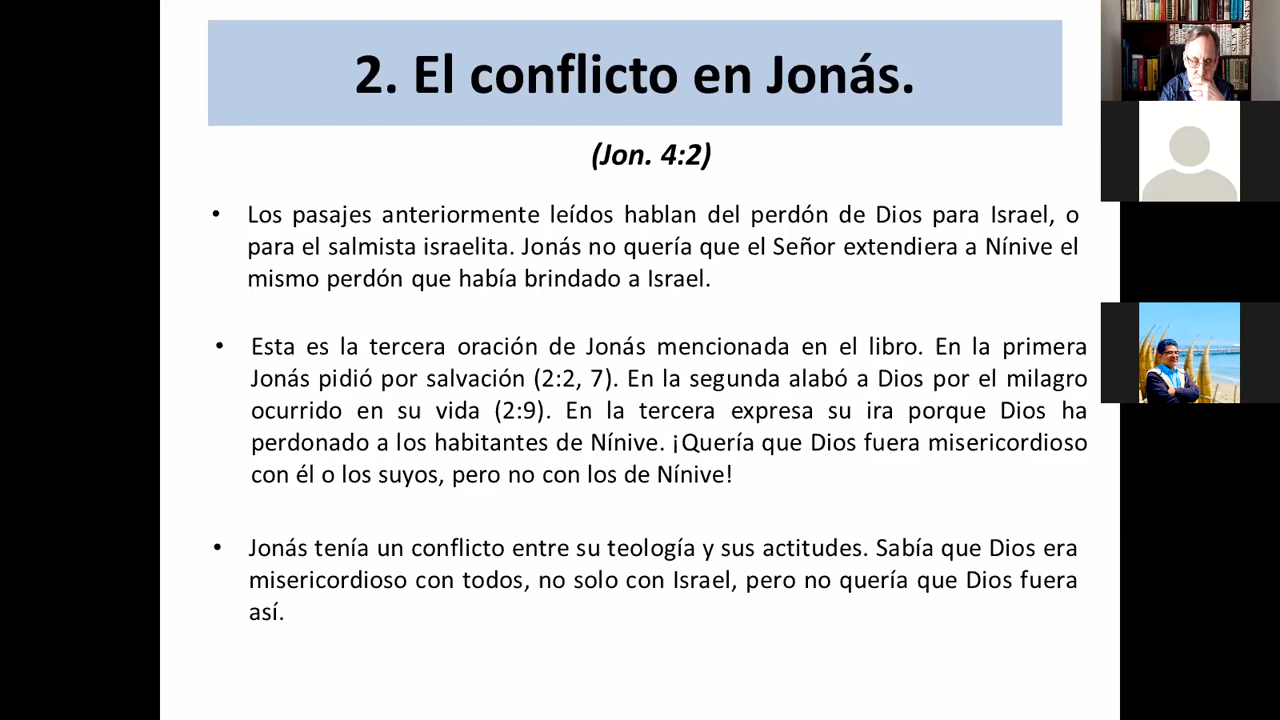 2. El conflicto en Jonás.
(Jon. 4:2)
• Los pasajes anteriormente leídos hablan del perdón de Dios para Israel, o
para el salmista israelita. Jonás no quería que el Señor extendiera a Nínive el
mismo perdón que había brindado a Israel.
• Esta es la tercera oración de Jonás mencionada en el libro. En la primera
Jonás pidió por salvación (2:2, 7). En la segunda alabó a Dios por el milagro
ocurrido en su vida (2:9). En la tercera expresa su ira porque Dios ha
perdonado a los habitantes de Nínive. ¡Quería que Dios fuera misericordioso
con él o los suyos, pero no con los de Nínive!
• Jonás tenía un conflicto entre su teología y sus actitudes. Sabía que Dios era
misericordioso con todos, no solo con Israel, pero no quería que Dios fuera
así.